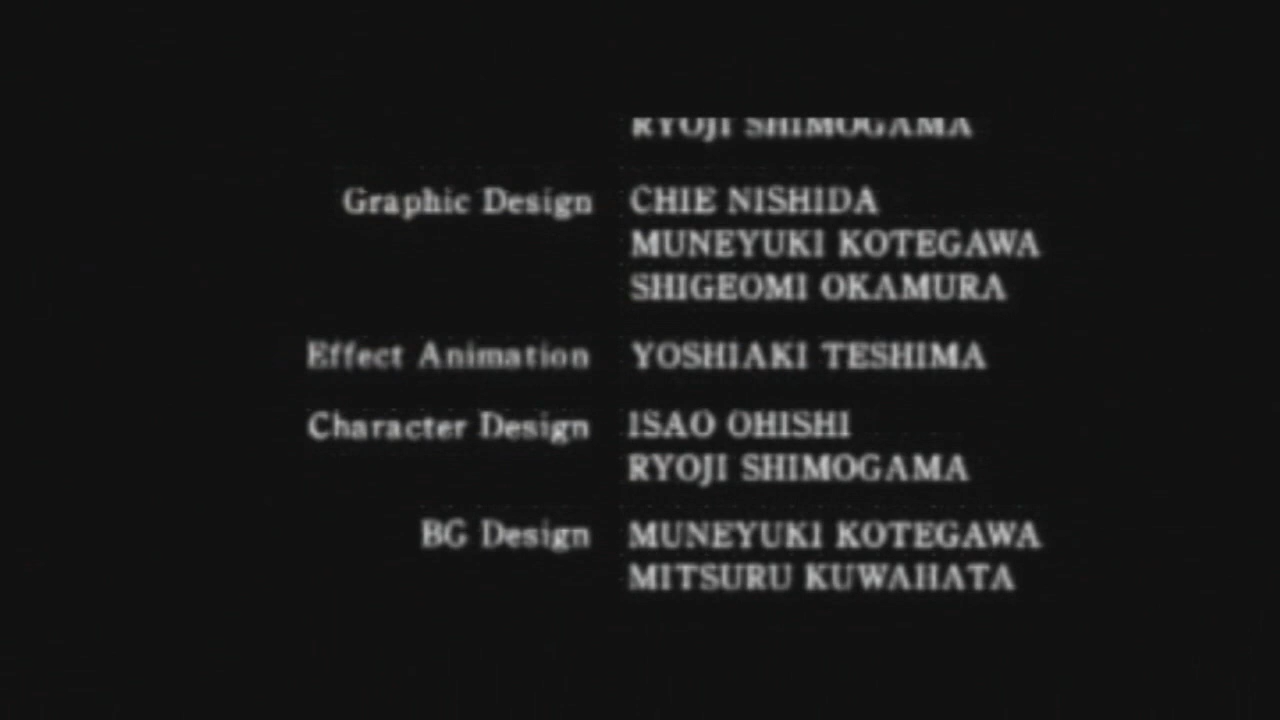 RYOJI SHIMOGAMA
Graphic Design CHIE NISHIDA
MUNEYUKI KOTEGAWA
SHIGEOMI OKAMURA
Effect Animation YOSHIAKI TESHIMA
Character Design ISAO OHISHI
RYOJI SHIMOGAMA
BG Design MUNEYUKI KOTEGAWA
MITSURU KUWAHATA